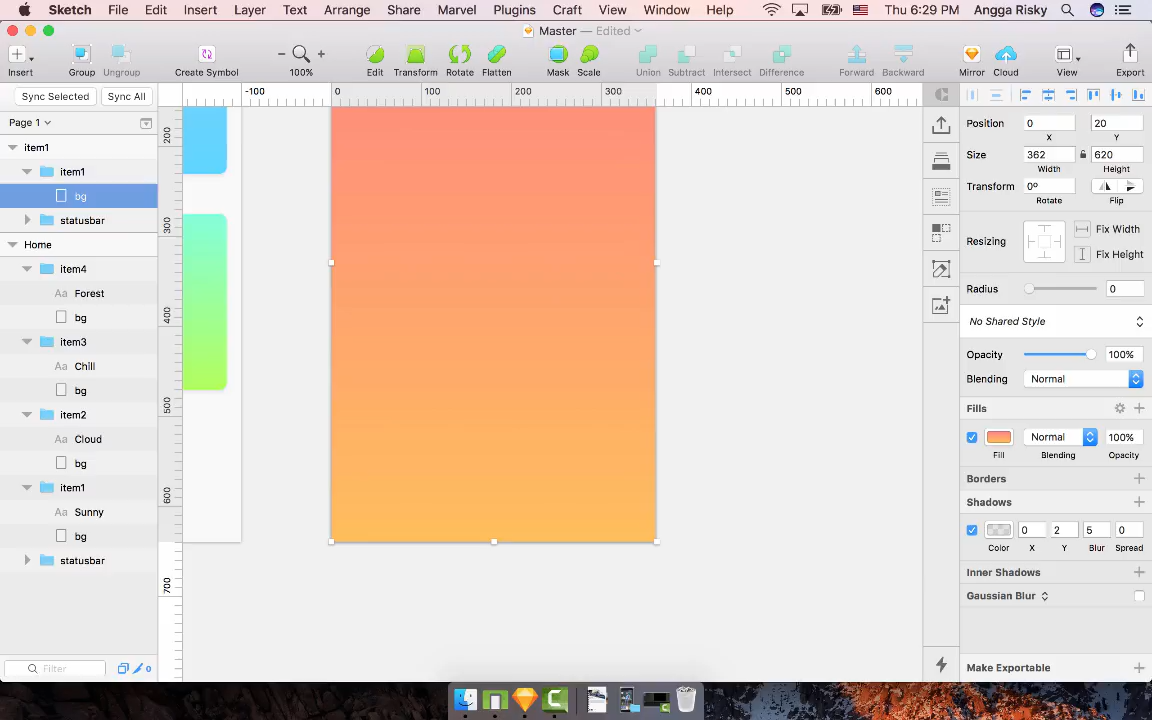 Sketch File Edit Insert Layer Text Arrange Share Marvel Plugins Craft View Window Help Thu 6:29 PM Angga Risky
Master — Edited
Insert Group Ungroup Create Symbol 100% Edit Transform Rotate Flatten Mask Scale Union Subtract Intersect Difference Forward Backward Mirror Cloud View Export
Sync Selected Sync All
-100 0 100 200 300 400 500 600
Page 1
item1
item1
bg
statusbar
Home
item4
Aa Forest
bg
item3
Aa Chill
bg
item2
Aa Cloud
bg
item1
Aa Sunny
bg
statusbar
Filter 0
200
300
400
500
600
700
Position 0 20
X Y
Size 362 620
Width Height
Transform 0º
Rotate Flip
Resizing Fix Width
Fix Height
Radius 0
No Shared Style
Opacity 100%
Blending Normal
Fills
Normal 100%
Fill Blending Opacity
Borders
Shadows
0 2 5 0
Color X Y Blur Spread
Inner Shadows
Gaussian Blur
Make Exportable